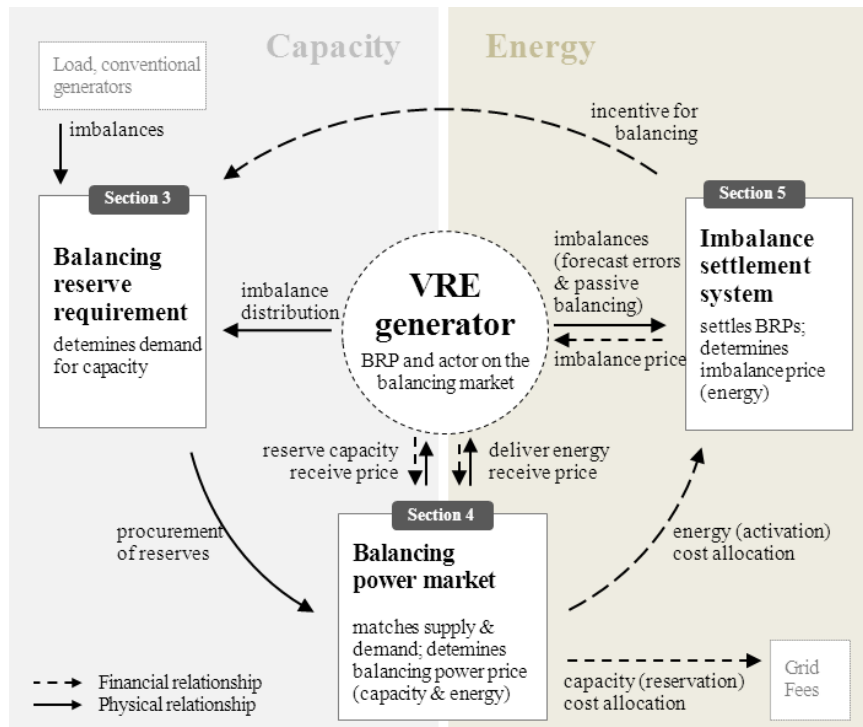 Capacity
Energy
Load, conventional
generators
imbalances
incentive for
balancing
Section 3
Balancing
reserve
requirement
detemines demand
for capacity
imbalance
distribution
VRE
generator
BRP and actor on the
balancing market
imbalances
(forecast errors
& passive
balancing)
imbalance price
Section 5
Imbalance
settlement
system
settles BRPs;
determines
imbalance price
(energy)
reserve capacity
receive price
deliver energy
receive price
procurement
of reserves
Section 4
Balancing
power market
matches supply &
demand; detemines
balancing power price
(capacity & energy)
energy (activation)
cost allocation
capacity (reservation)
cost allocation
Grid
Fees
Financial relationship
Physical relationship